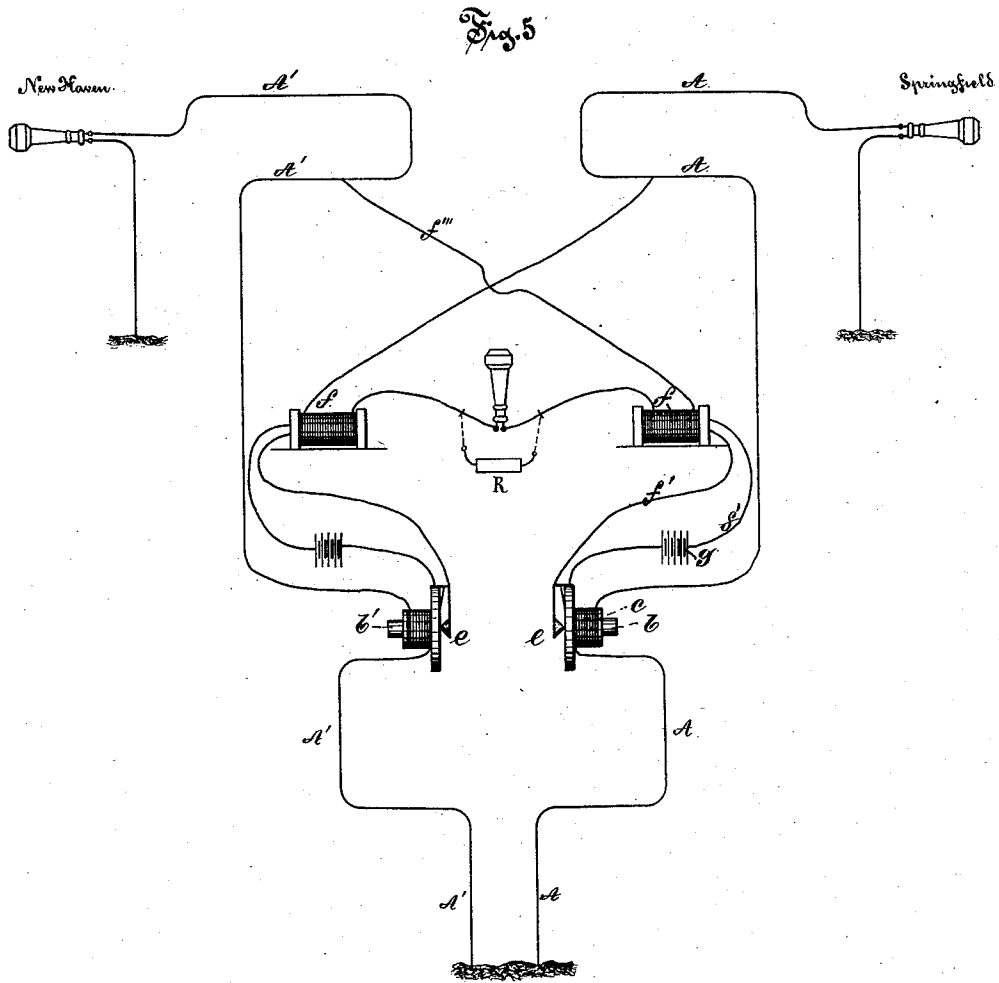 Fig. 5
New Haven.
A'
A.
Springfield
A'
A.
f'''
f.
f
R
f'
g'
g
b'
e
e
c
b
A'
A.
A'
A